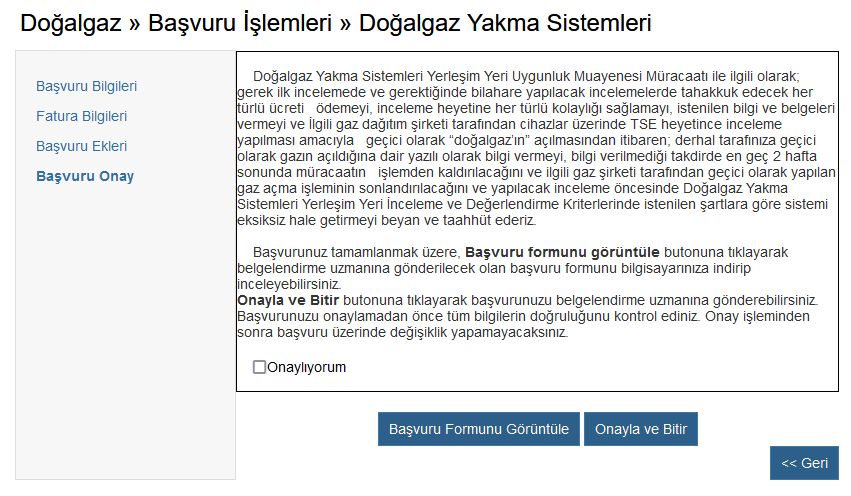 Doğalgaz » Başvuru İşlemleri » Doğalgaz Yakma Sistemleri
Başvuru Bilgileri
Fatura Bilgileri
Başvuru Ekleri
Başvuru Onay
Doğalgaz Yakma Sistemleri Yerleşim Yeri Uygunluk Muayenesi Müracaatı ile ilgili olarak;
gerek ilk incelemede ve gerektiğinde bilahare yapılacak incelemelerde tahakkuk edecek her
türlü ücreti ödemeyi, inceleme heyetine her türlü kolaylığı sağlamayı, istenilen bilgi ve belgeleri
vermeyi ve İlgili gaz dağıtım şirketi tarafından cihazlar üzerinde TSE heyetince inceleme
yapılması amacıyla geçici olarak “doğalgaz’ın” açılmasından itibaren; derhal tarafınıza geçici
olarak gazın açıldığına dair yazılı olarak bilgi vermeyi, bilgi verilmediği takdirde en geç 2 hafta
sonunda müracaatın işlemden kaldırılacağını ve ilgili gaz şirketi tarafından geçici olarak yapılan
gaz açma işleminin sonlandırılacağını ve yapılacak inceleme öncesinde Doğalgaz Yakma
Sistemleri Yerleşim Yeri İnceleme ve Değerlendirme Kriterlerinde istenilen şartlara göre sistemi
eksiksiz hale getirmeyi beyan ve taahhüt ederiz.
Başvurunuz tamamlanmak üzere, Başvuru formunu görüntüle butonuna tıklayarak
belgelendirme uzmanına gönderilecek olan başvuru formunu bilgisayarınıza indirip
inceleyebilirsiniz.
Onayla ve Bitir butonuna tıklayarak başvurunuzu belgelendirme uzmanına gönderebilirsiniz.
Başvurunuzu onaylamadan önce tüm bilgilerin doğruluğunu kontrol ediniz. Onay işleminden
sonra başvuru üzerinde değişiklik yapamayacaksınız.
Onaylıyorum
Başvuru Formunu Görüntüle
Onayla ve Bitir
<< Geri